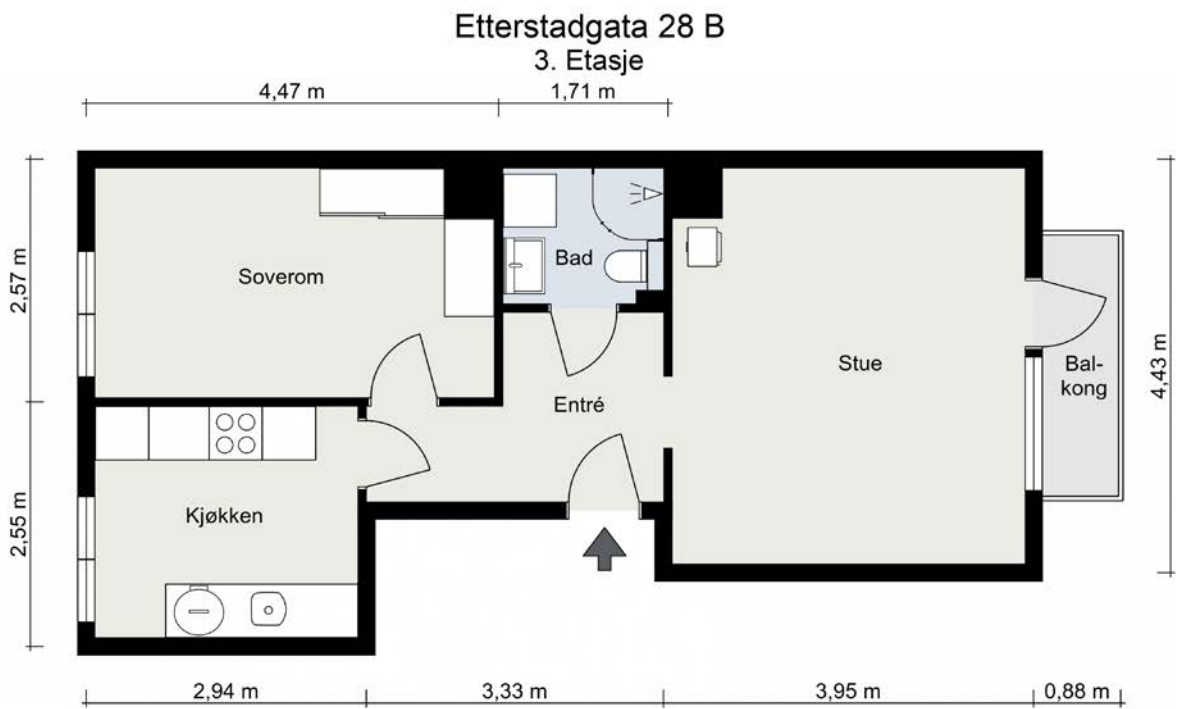 Etterstadgata 28 B
3. Etasje
4,47 m
1,71 m
2,57 m
Soverom
Bad
Stue
Bal-
kong
4,43 m
Entré
Kjøkken
2,55 m
2,94 m
3,33 m
3,95 m
0,88 m